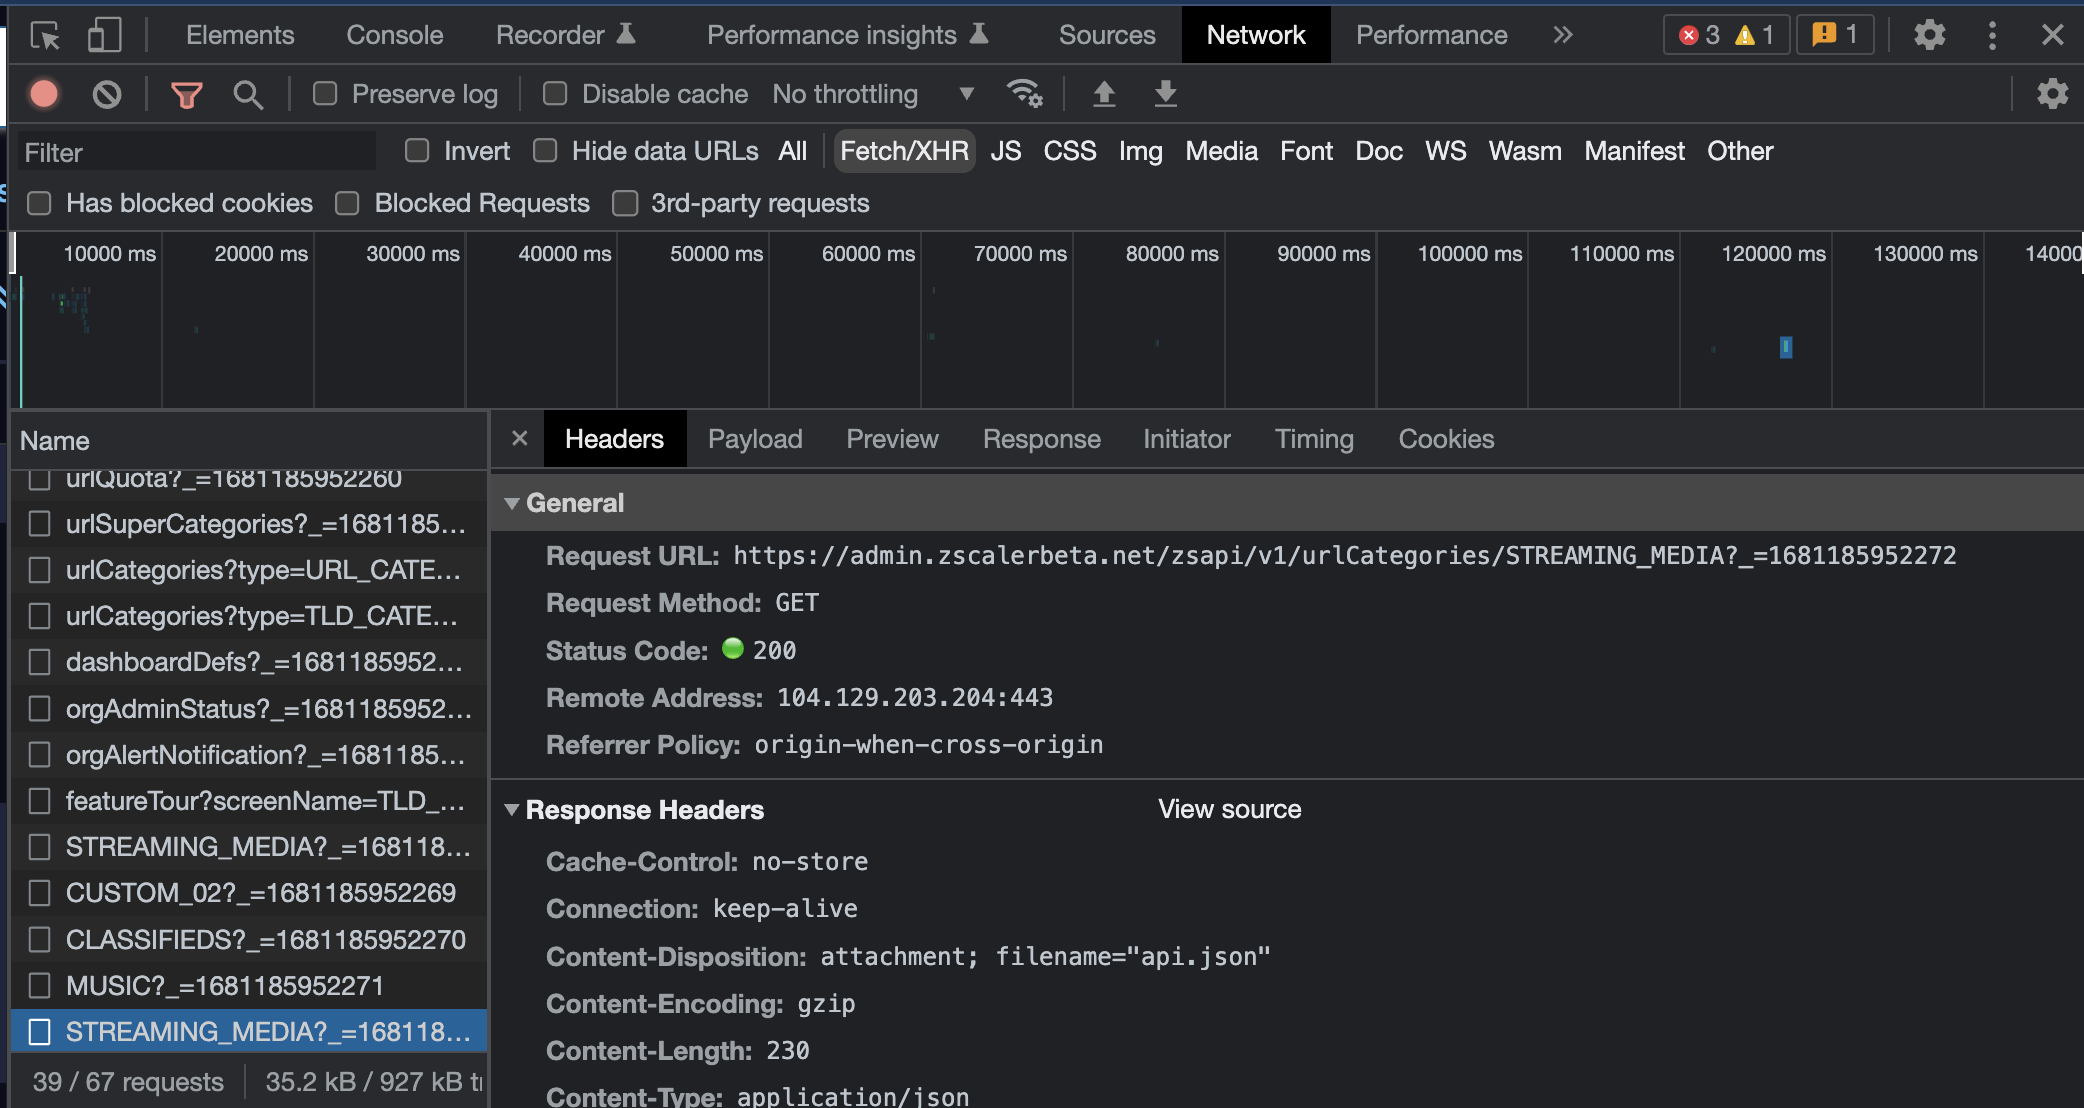 Elements Console Recorder Performance insights Sources Network Performance 3 1 1
Preserve log Disable cache No throttling
Filter Invert Hide data URLs All Fetch/XHR JS CSS Img Media Font Doc WS Wasm Manifest Other
Has blocked cookies Blocked Requests 3rd-party requests
10000 ms 20000 ms 30000 ms 40000 ms 50000 ms 60000 ms 70000 ms 80000 ms 90000 ms 100000 ms 110000 ms 120000 ms 130000 ms 14000
Name
urlQuota?_=1681185952260
urlSuperCategories?_=1681185...
urlCategories?type=URL_CATE...
urlCategories?type=TLD_CATE...
dashboardDefs?_=1681185952...
orgAdminStatus?_=1681185952...
orgAlertNotification?_=1681185...
featureTour?screenName=TLD_...
STREAMING_MEDIA?_=168118...
CUSTOM_02?_=1681185952269
CLASSIFIEDS?_=1681185952270
MUSIC?_=1681185952271
STREAMING_MEDIA?_=168118...
39 / 67 requests 35.2 kB / 927 kB
Headers Payload Preview Response Initiator Timing Cookies
General
Request URL: https://admin.zscalerbeta.net/zsapi/v1/urlCategories/STREAMING_MEDIA?_=1681185952272
Request Method: GET
Status Code: 200
Remote Address: 104.129.203.204:443
Referrer Policy: origin-when-cross-origin
Response Headers View source
Cache-Control: no-store
Connection: keep-alive
Content-Disposition: attachment; filename="api.json"
Content-Encoding: gzip
Content-Length: 230
Content-Type: application/json